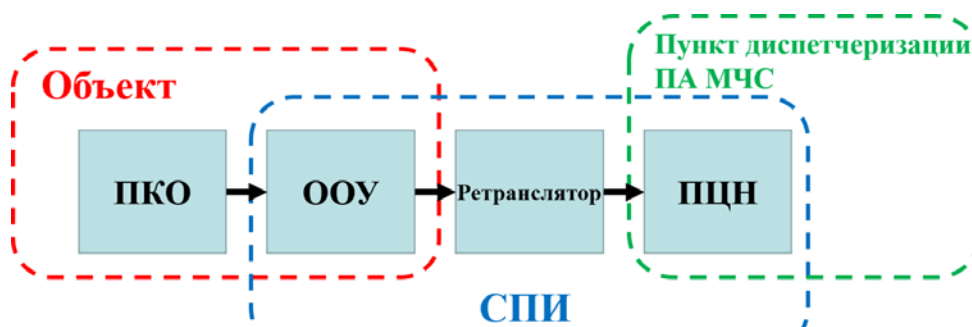 Пункт диспетчеризации
ПА МЧС
Объект
ПКО
ООУ
Ретранслятор
ПЦН
СПИ